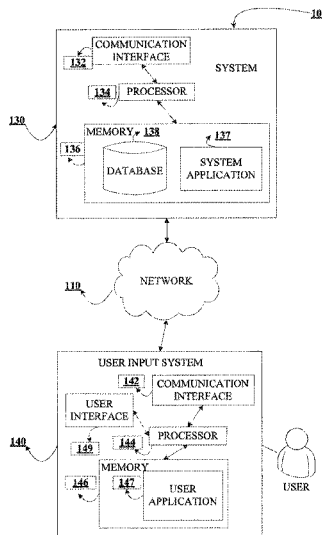 10
COMMUNICATION
INTERFACE
132
SYSTEM
134
PROCESSOR
130
MEMORY
138
137
136
DATABASE
SYSTEM
APPLICATION
NETWORK
110
USER INPUT SYSTEM
142
COMMUNICATION
INTERFACE
USER
INTERFACE
144
PROCESSOR
140
149
MEMORY
146
147
USER
APPLICATION
USER